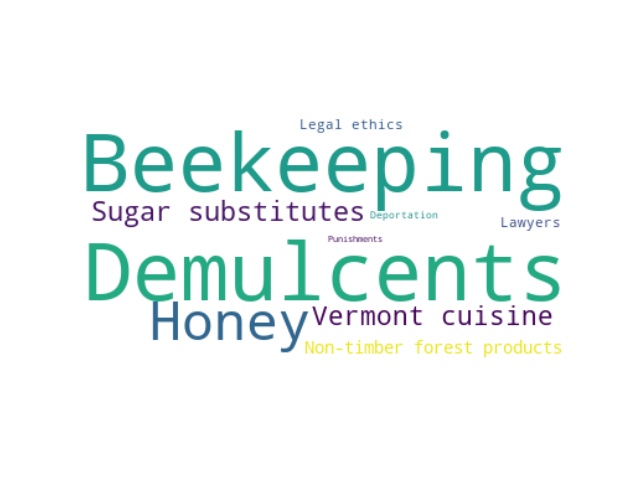 Legal ethics
Beekeeping
Sugar substitutes
Deportation
Lawyers
Punishments
Demulcents
Honey
Vermont cuisine
Non-timber forest products